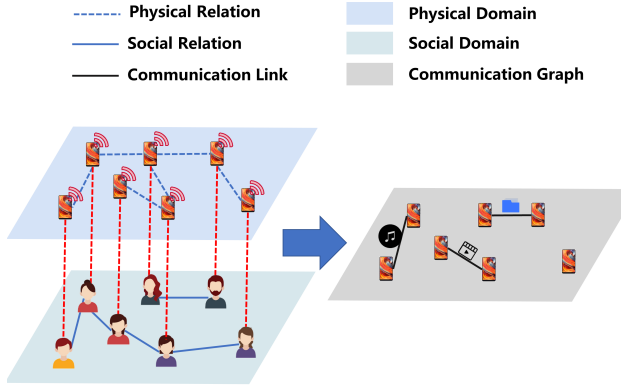 Physical Relation
Physical Domain
Social Relation
Social Domain
Communication Link
Communication Graph